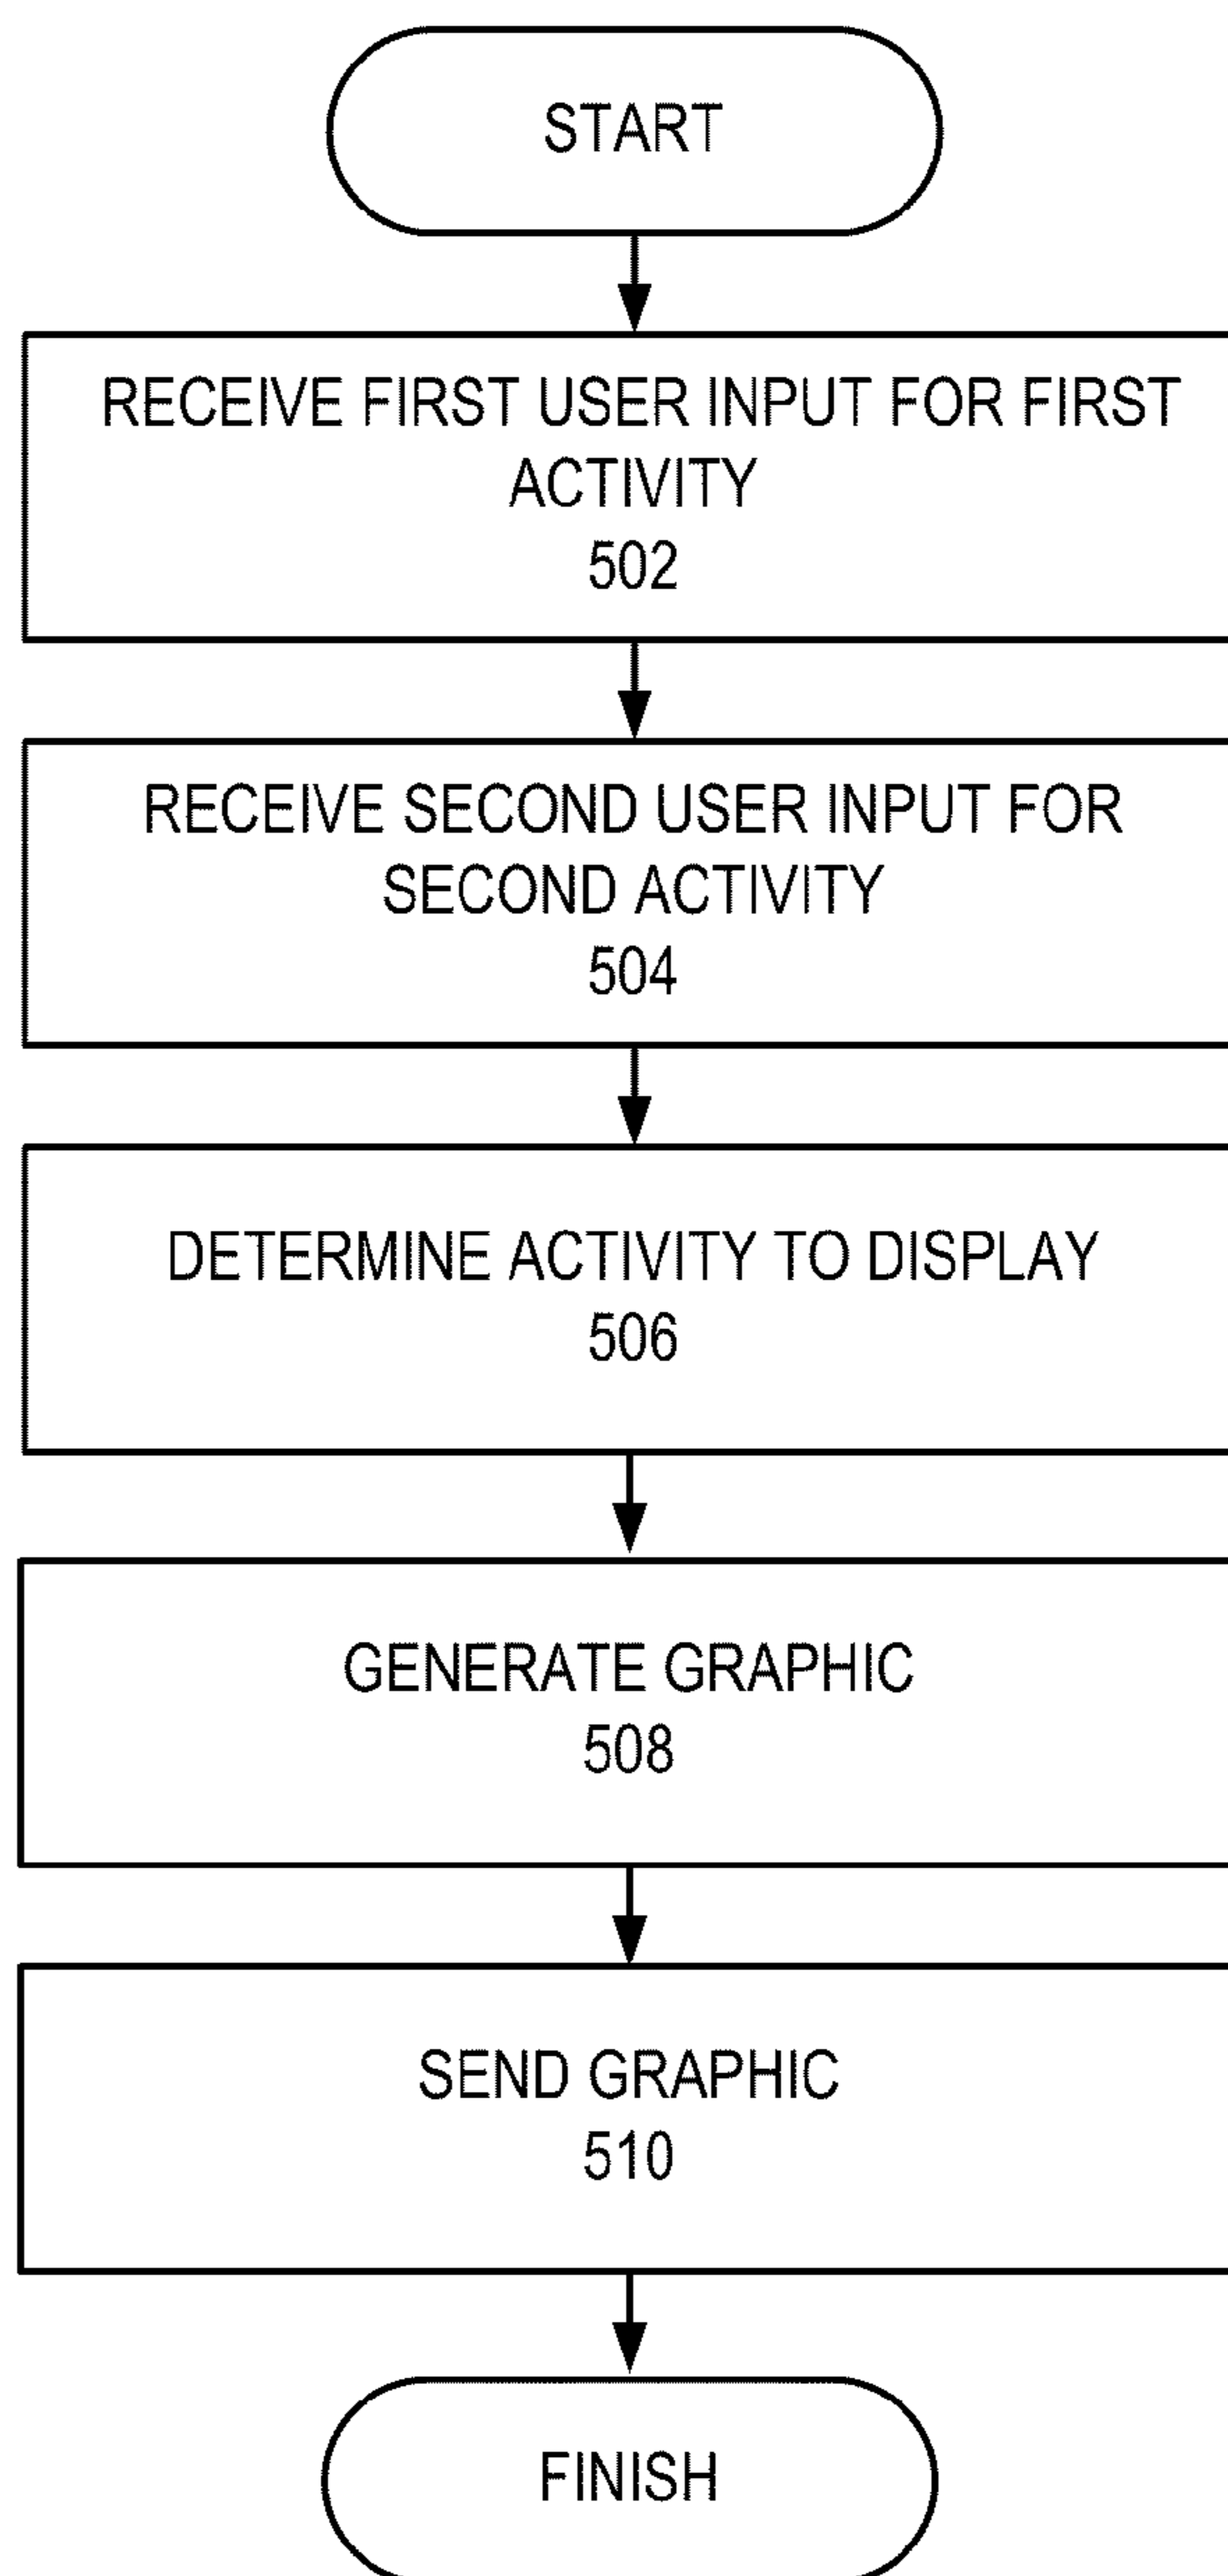 START
RECEIVE FIRST USER INPUT FOR FIRST
ACTIVITY
502
RECEIVE SECOND USER INPUT FOR
SECOND ACTIVITY
504
DETERMINE ACTIVITY TO DISPLAY
506
GENERATE GRAPHIC
508
SEND GRAPHIC
510
FINISH